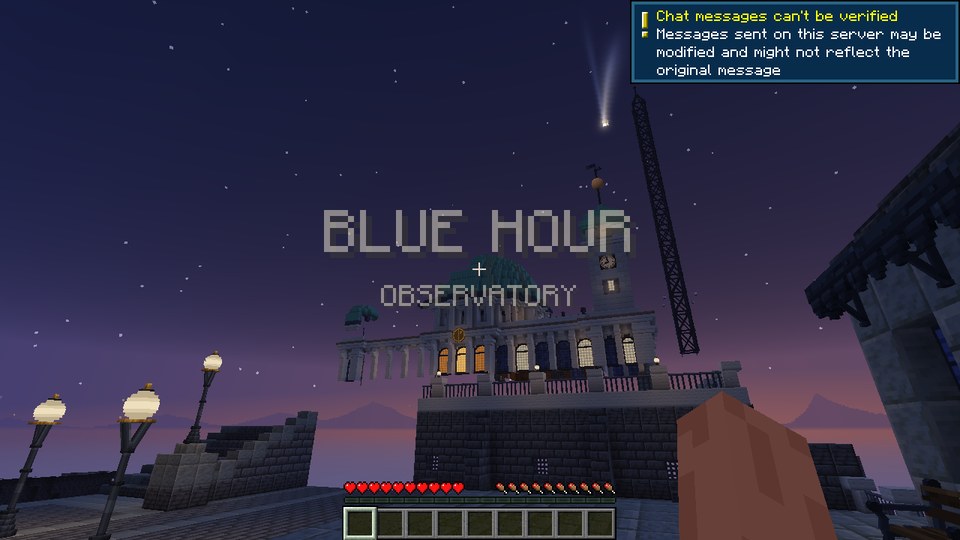 Chat messages can't be verified
Messages sent on this server may be
modified and might not reflect the
original message
BLUE HOUR
OBSERVATORY